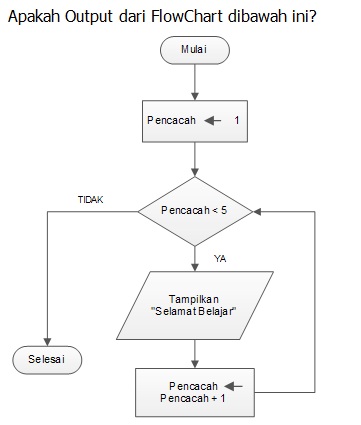 Apakah Output dari FlowChart dibawah ini?
Mulai
Pencacah ← 1
Pencacah < 5
TIDAK
YA
Tampilkan
"Selamat Belajar"
Selesai
Pencacah ←
Pencacah + 1